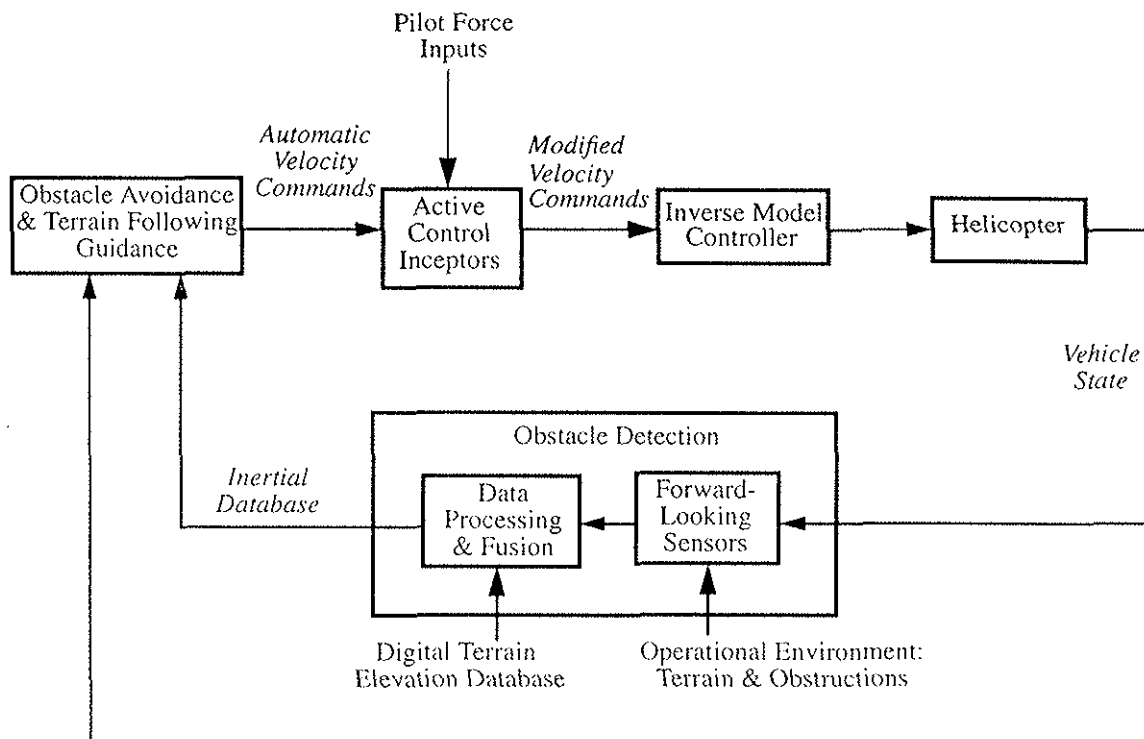 Pilot Force
Inputs
Automatic
Velocity
Commands
Modified
Velocity
Commands
Obstacle Avoidance
& Terrain Following
Guidance
Active
Control
Inceptors
Inverse Model
Controller
Helicopter
Vehicle
State
Obstacle Detection
Inertial
Database
Data
Processing
& Fusion
Forward-
Looking
Sensors
Digital Terrain
Elevation Database
Operational Environment:
Terrain & Obstructions